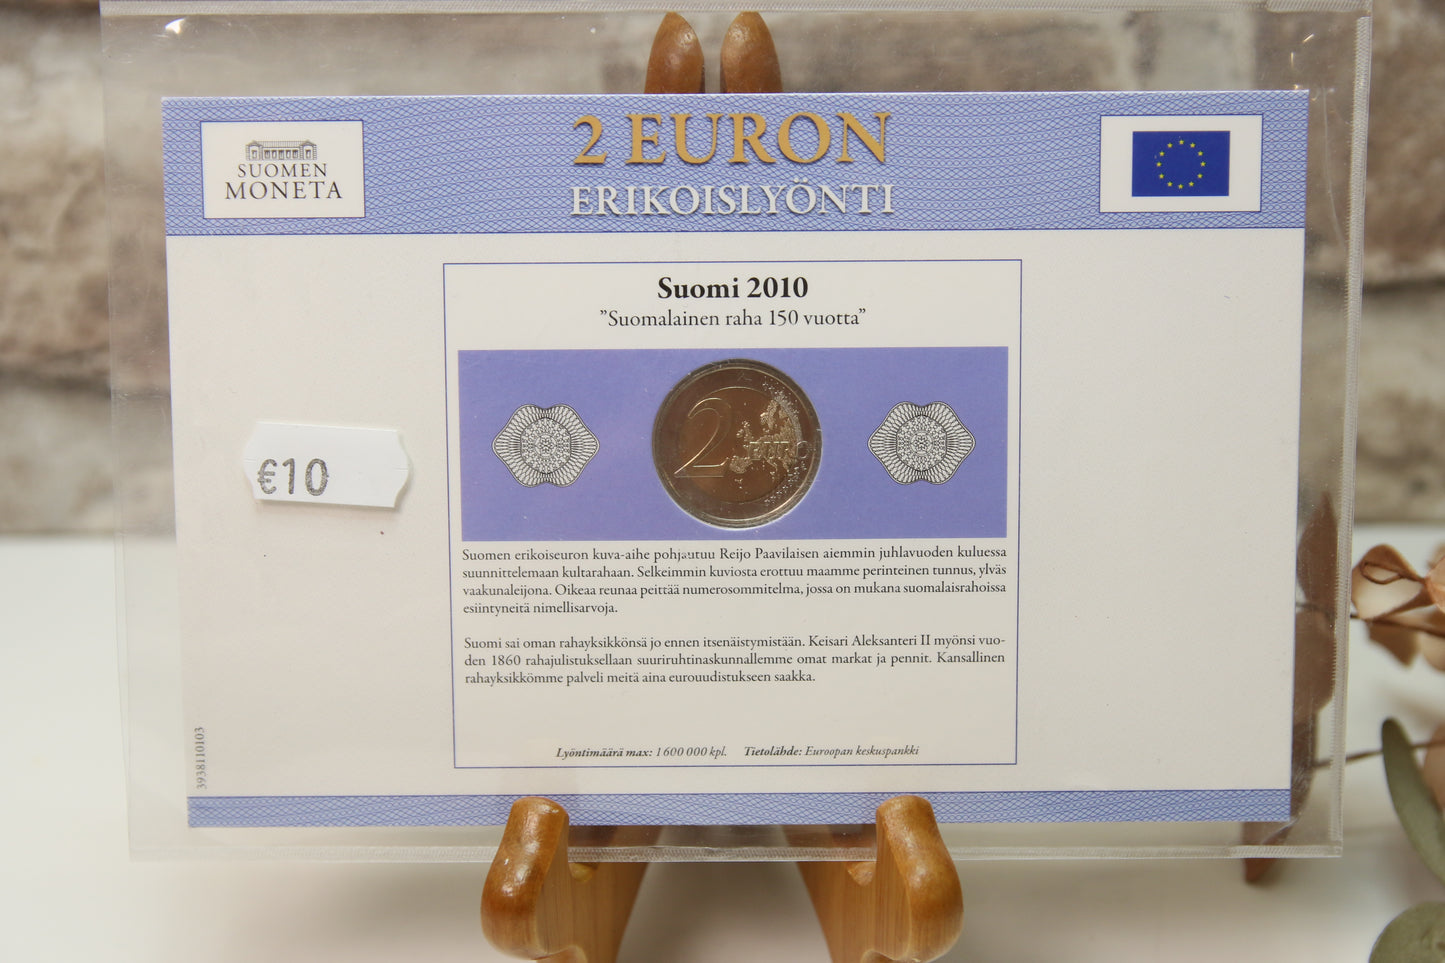 SUOMEN
MONETA
2 EURON
ERIKOISLYÖNTI
Suomi 2010
”Suomalainen raha 150 vuotta”
2 EURO
€10
Suomen erikoiseuron kuva-aihe pohjautuu Reijo Paavilaisen aiemmin juhlavuoden kuluessa
suunnittelemaan kultarahaan. Selkeimmin kuviosta erottuu maamme perinteinen tunnus, ylväs
vaakunaleijona. Oikeaa reunaa peittää numerosommitelma, jossa on mukana suomalaisrahoissa
esiintyneitä nimellisarvoja.
Suomi sai oman rahayksikkönsä jo ennen itsenäistymistään. Keisari Aleksanteri II myönsi vuo-
den 1860 rahajulistuksellaan suuriruhtinaskunnallemme omat markat ja pennit. Kansallinen
rahayksikkömme palveli meitä aina eurouudistukseen saakka.
Lyöntimäärä max: 1 600 000 kpl. Tietolähde: Euroopan keskuspankki
3938110103